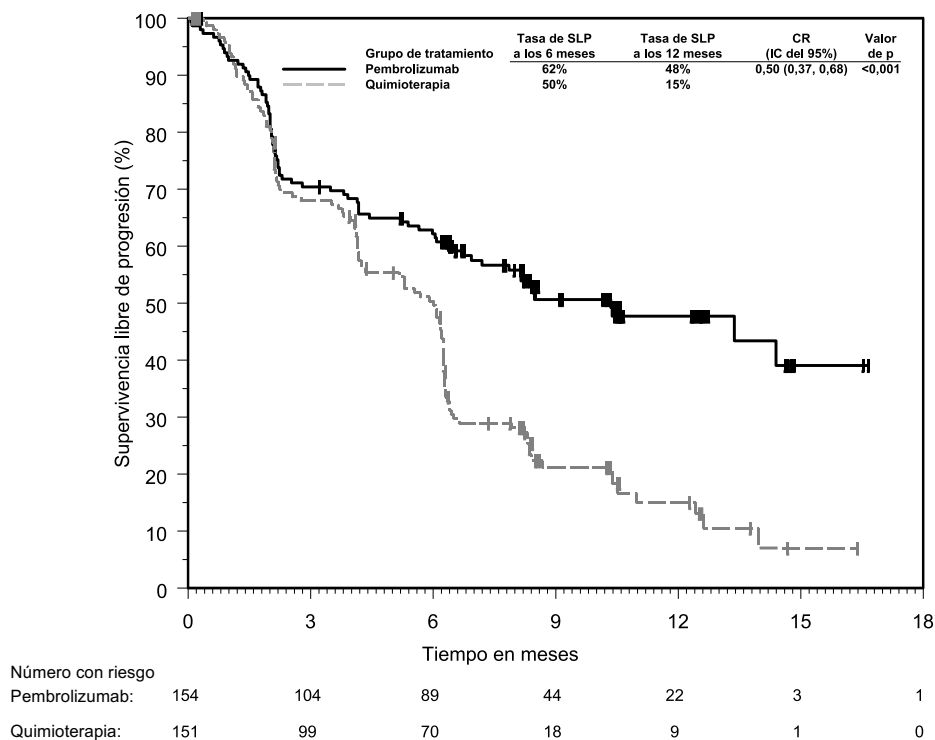 Tasa de SLP Tasa de SLP CR Valor
Grupo de tratamiento a los 6 meses a los 12 meses (IC del 95%) de p
Pembrolizumab 62% 48% 0,50 (0,37, 0,68) <0,001
Quimioterapia 50% 15%
Supervivencia libre de progresión (%)
100
90
80
70
60
50
40
30
20
10
0
0 3 6 9 12 15 18
Tiempo en meses
Número con riesgo
Pembrolizumab: 154 104 89 44 22 3 1
Quimioterapia: 151 99 70 18 9 1 0